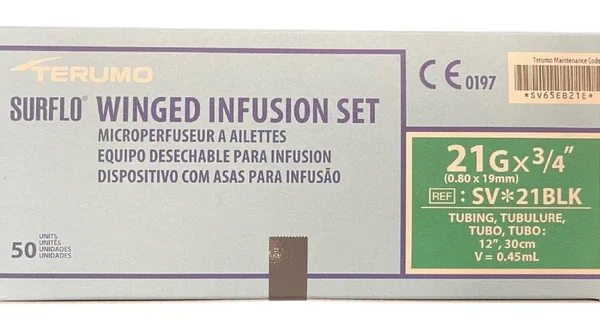 TERUMO
SURFLO® WINGED INFUSION SET
MICROPERFUSEUR A AILETTES
EQUIPO DESECHABLE PARA INFUSION
DISPOSITIVO COM ASAS PARA INFUSÃO
50 UNITS
UNITÉS
UNIDADES
UNIDADES
CE 0197
Terumo Maintenance Code
*SV65EB21E*
21G x 3/4"
(0.80 x 19mm)
REF : SV*21BLK
TUBING, TUBULURE,
TUBO, TUBO:
12", 30cm
V = 0.45mL